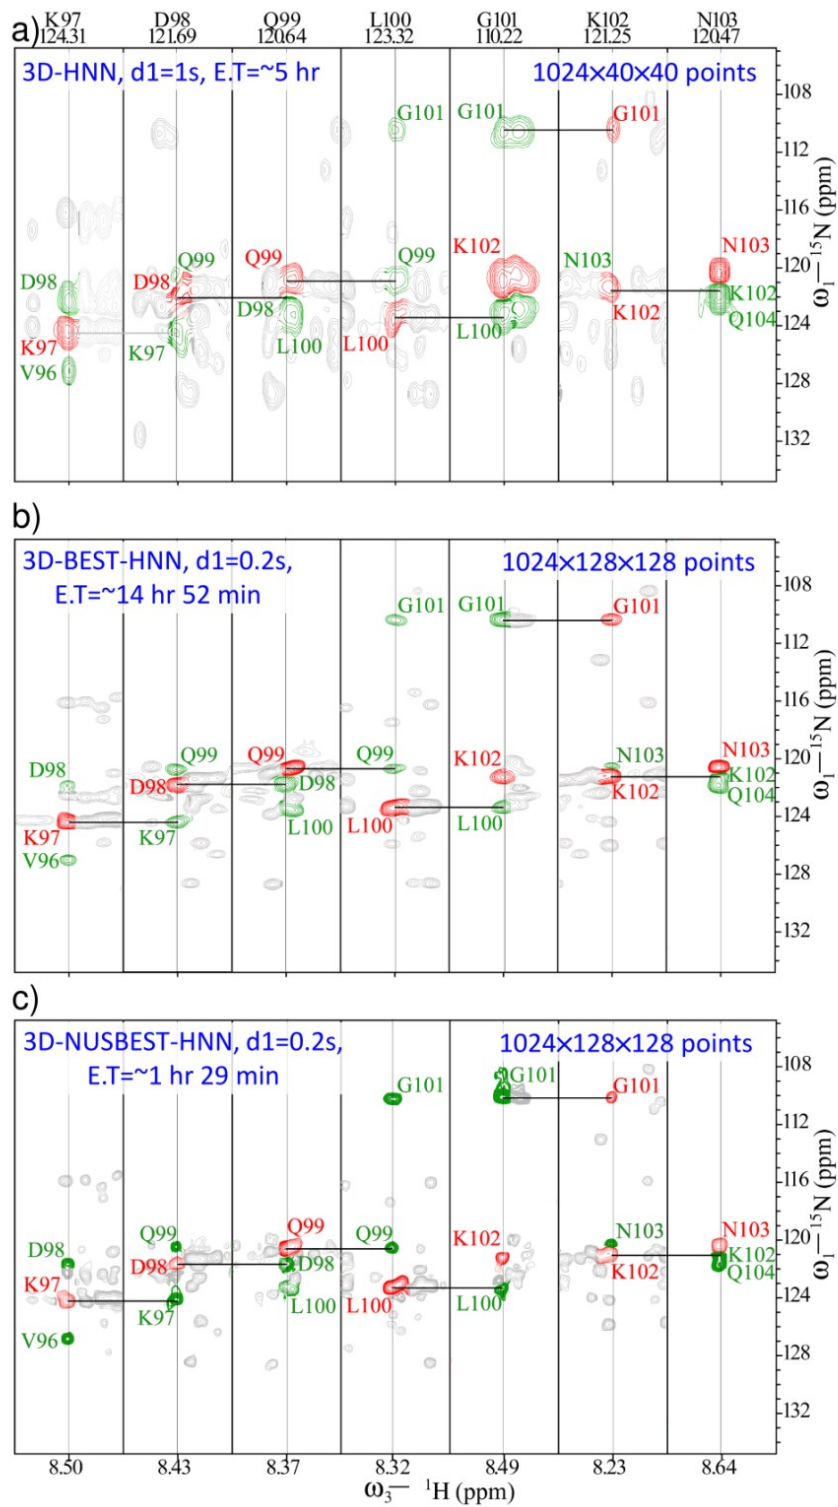 K97 D98 Q99 L100 G101 K102 N103
a) 124.31 121.69 120.64 123.32 110.22 121.25 120.47
3D-HNN, d1=1s, E.T=~5 hr 1024×40×40 points
108
G101 G101 G101
112
116
Q99 Q99 K102 Q99 N103 N103
120
D98 D98 K102
D98 K102 Q104
124
K97 K97 L100 L100 L100
V96
128
132
ω₁— ¹⁵N (ppm)
b)
3D-BEST-HNN, d1=0.2s, 1024×128×128 points
E.T=~14 hr 52 min
108
G101 G101 G101
112
116
Q99 Q99 Q99 K102 N103 N103
120
D98 D98 D98 K102 K102
Q104
124
K97 K97 L100 L100 L100
V96
128
132
ω₁— ¹⁵N (ppm)
c)
3D-NUSBEST-HNN, d1=0.2s, 1024×128×128 points
E.T=~1 hr 29 min
108
G101 G101 G101
112
116
Q99 Q99 Q99 K102 N103 N103
120
D98 D98 D98 K102 K102
Q104
K97 K97 L100 L100 L100
124
V96
128
132
ω₁— ¹⁵N (ppm)
8.50 8.43 8.37 8.32 8.49 8.23 8.64
ω₃— ¹H (ppm)